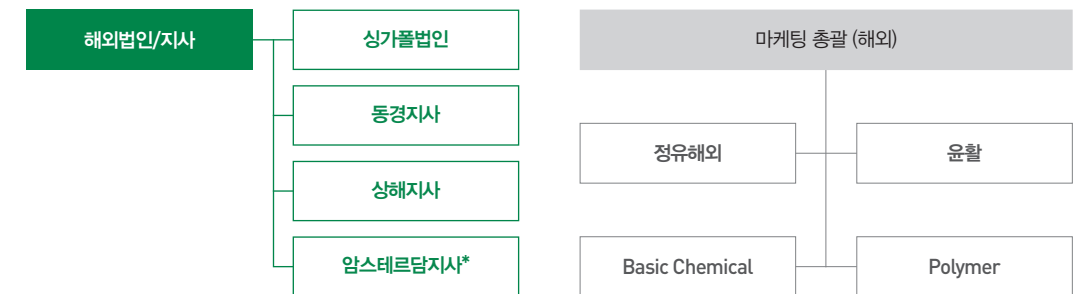 해외법인/지사
싱가폴법인
동경지사
상해지사
암스테르담지사*
마케팅 총괄 (해외)
정유해외
윤활
Basic Chemical
Polymer